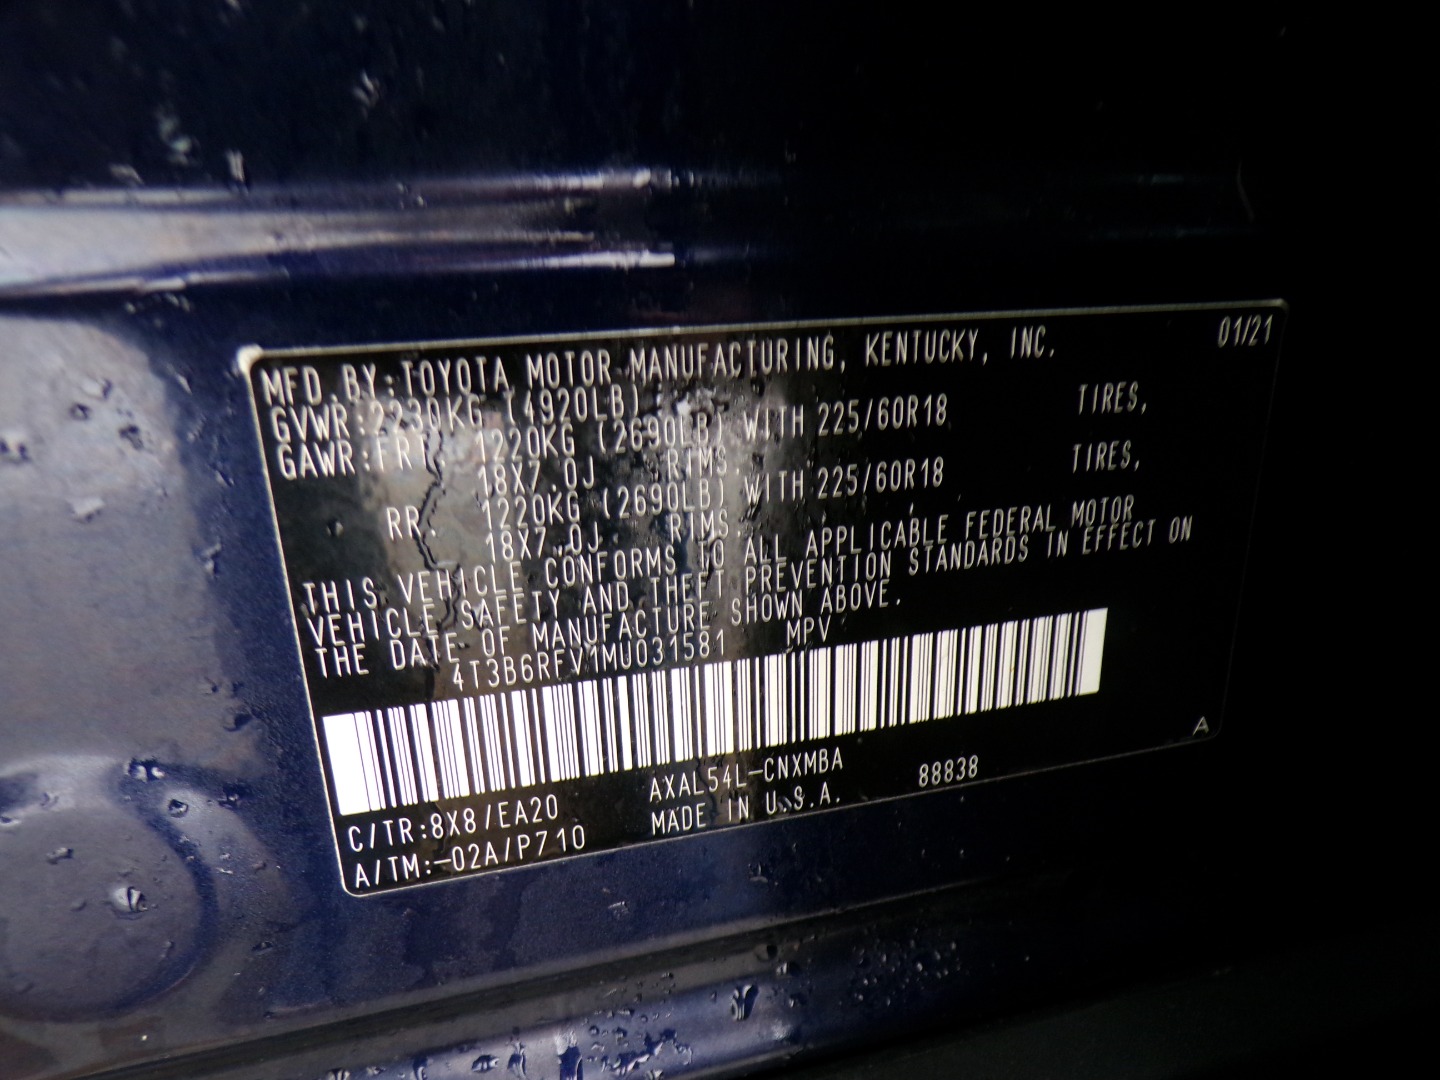 MFD. BY: TOYOTA MOTOR MANUFACTURING, KENTUCKY, INC. 01/21
GVWR: 2230KG (4920LB)
GAWR: FRT. 1220KG (2690LB) WITH 225/60R18 TIRES,
18X7.0J RIMS.
RR. 1220KG (2690LB) WITH 225/60R18 TIRES,
18X7.0J RIMS.
THIS VEHICLE CONFORMS TO ALL APPLICABLE FEDERAL MOTOR
VEHICLE SAFETY AND THEFT PREVENTION STANDARDS IN EFFECT ON
THE DATE OF MANUFACTURE SHOWN ABOVE.
4T3B6RFV1MU031581 MPV
A
C/TR:8X8/EA20 AXAL54L-CNXMBA 88838
A/TM:-02A/P710 MADE IN U.S.A.